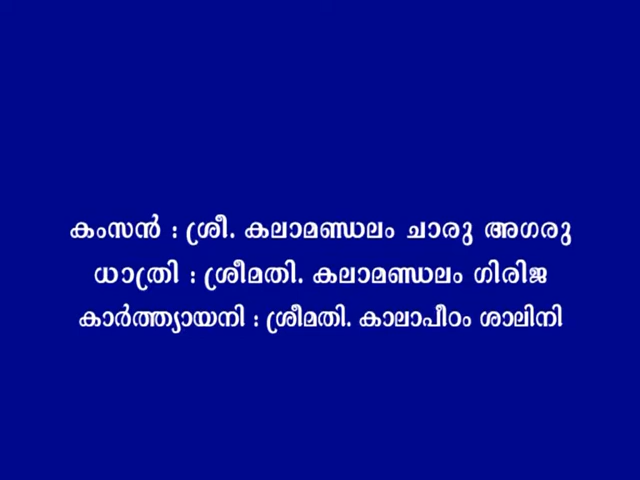 കംസൻ : ശ്രീ. കലാമണ്ഡലം ചാരു അഗരു
ധാത്രി : ശ്രീമതി. കലാമണ്ഡലം ഗിരിജ
കാർത്ത്യായനി : ശ്രീമതി. കാലാപീഠം ശാലിനി